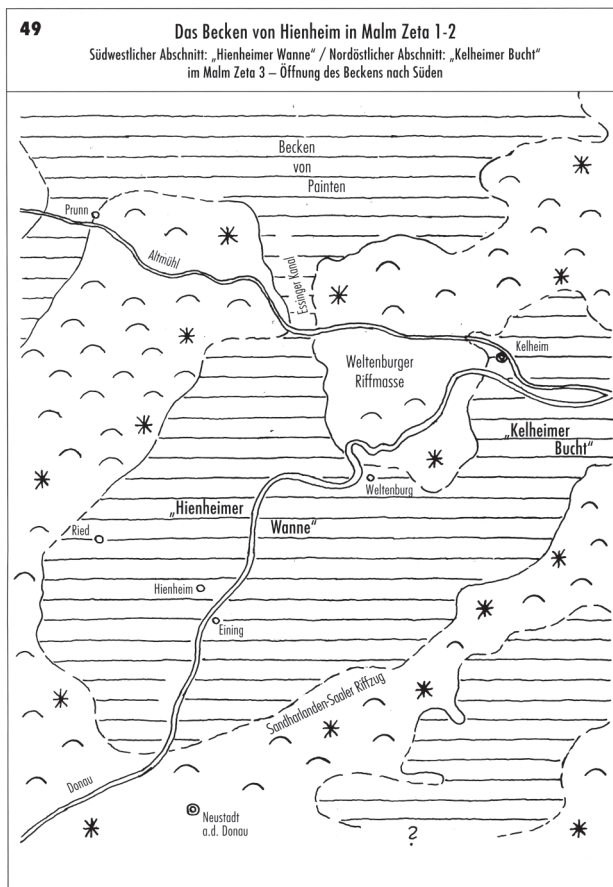 49
Das Becken von Hienheim in Malm Zeta 1-2
Südwestlicher Abschnitt: „Hienheimer Wanne“ / Nordöstlicher Abschnitt: „Kelheimer Bucht“
im Malm Zeta 3 – Öffnung des Beckens nach Süden
Becken
von
Painten
Prunn
Altmühl
Essinger Kanal
Kelheim
Weltenburger
Riffmasse
„Kelheimer
Bucht“
Weltenburg
„Hienheimer
Wanne“
Ried
Hienheim
Eining
Sandharlanden-Saaler Riffzug
Donau
Neustadt
a.d. Donau
?